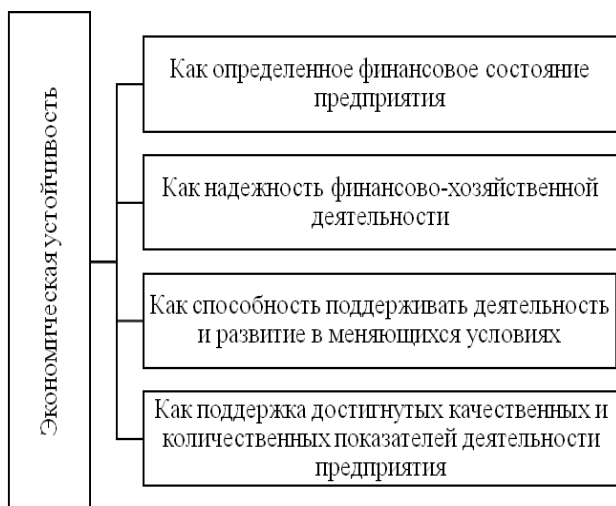 Экономическая устойчивость
Как определенное финансовое состояние
предприятия
Как надежность финансово-хозяйственной
деятельности
Как способность поддерживать деятельность
и развитие в меняющихся условиях
Как поддержка достигнутых качественных и
количественных показателей деятельности
предприятия